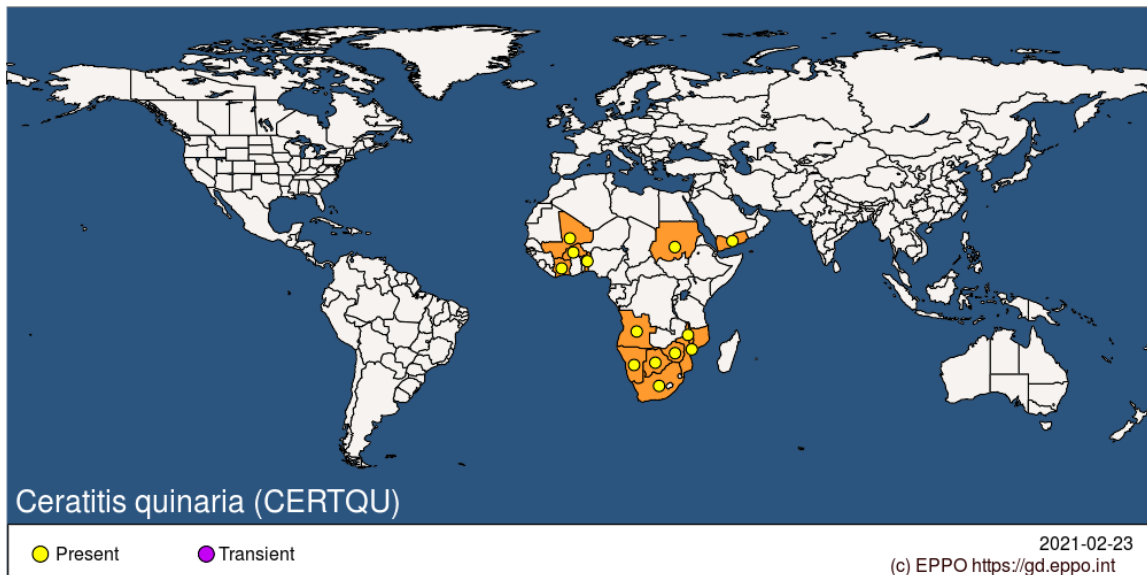 Ceratitis quinaria (CERTQU)
Present
Transient
2021-02-23
(c) EPPO https://gd.eppo.int